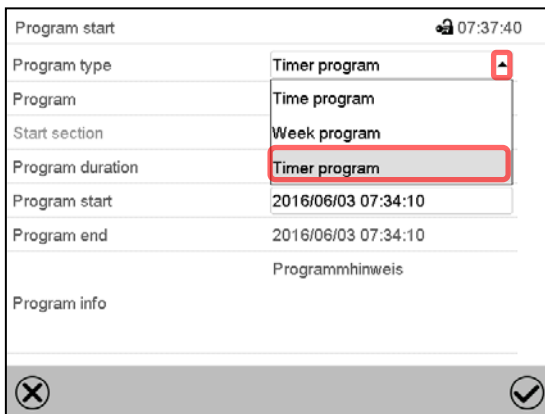 Program start 07:37:40
Program type Timer program
Program Time program
Start section Week program
Program duration Timer program
Program start 2016/06/03 07:34:10
Program end 2016/06/03 07:34:10
Programmhinweis
Program info